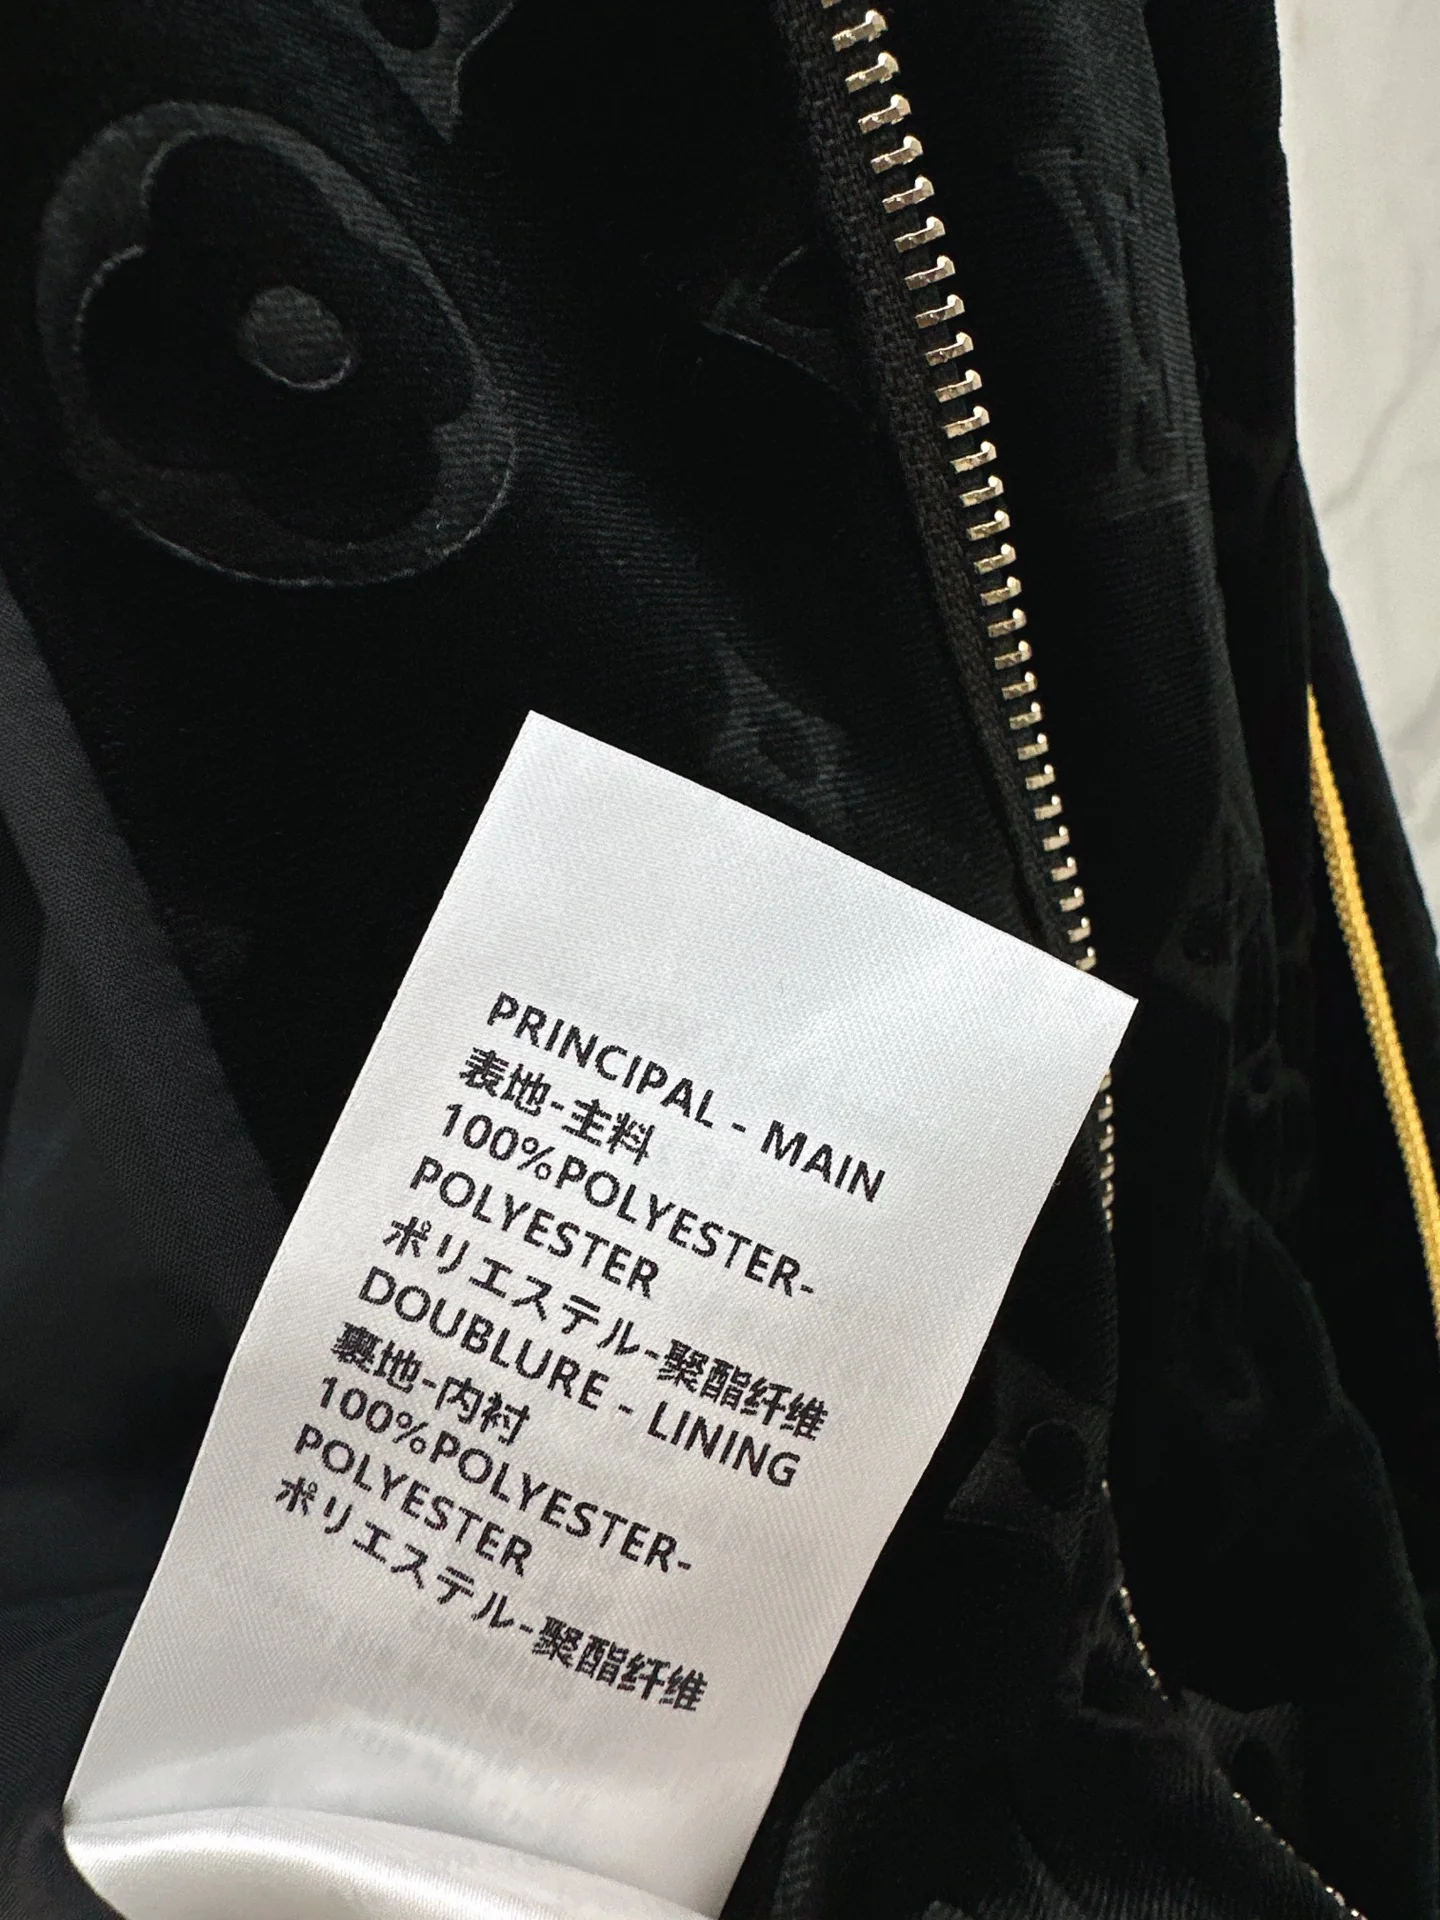 PRINCIPAL - MAIN
表地-主料
100%POLYESTER-
POLYESTER
ポリエステル-聚酯纤维
DOUBLURE - LINING
裏地-内衬
100%POLYESTER-
POLYESTER
ポリエステル-聚酯纤维